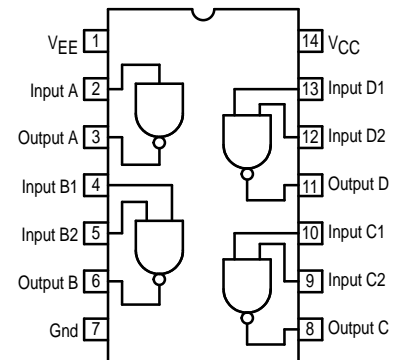 VEE 1
Input A 2
Output A 3
Input B1 4
Input B2 5
Output B 6
Gnd 7
14 VCC
13 Input D1
12 Input D2
11 Output D
10 Input C1
9 Input C2
8 Output C